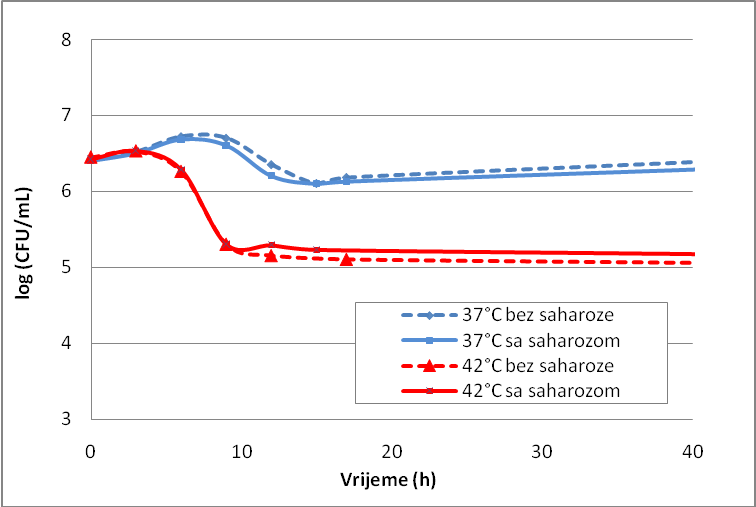 8
7
6
5
4
3
log (CFU/mL)
37°C bez saharoze
37°C sa saharozom
42°C bez saharoze
42°C sa saharozom
0 10 20 30 40
Vrijeme (h)